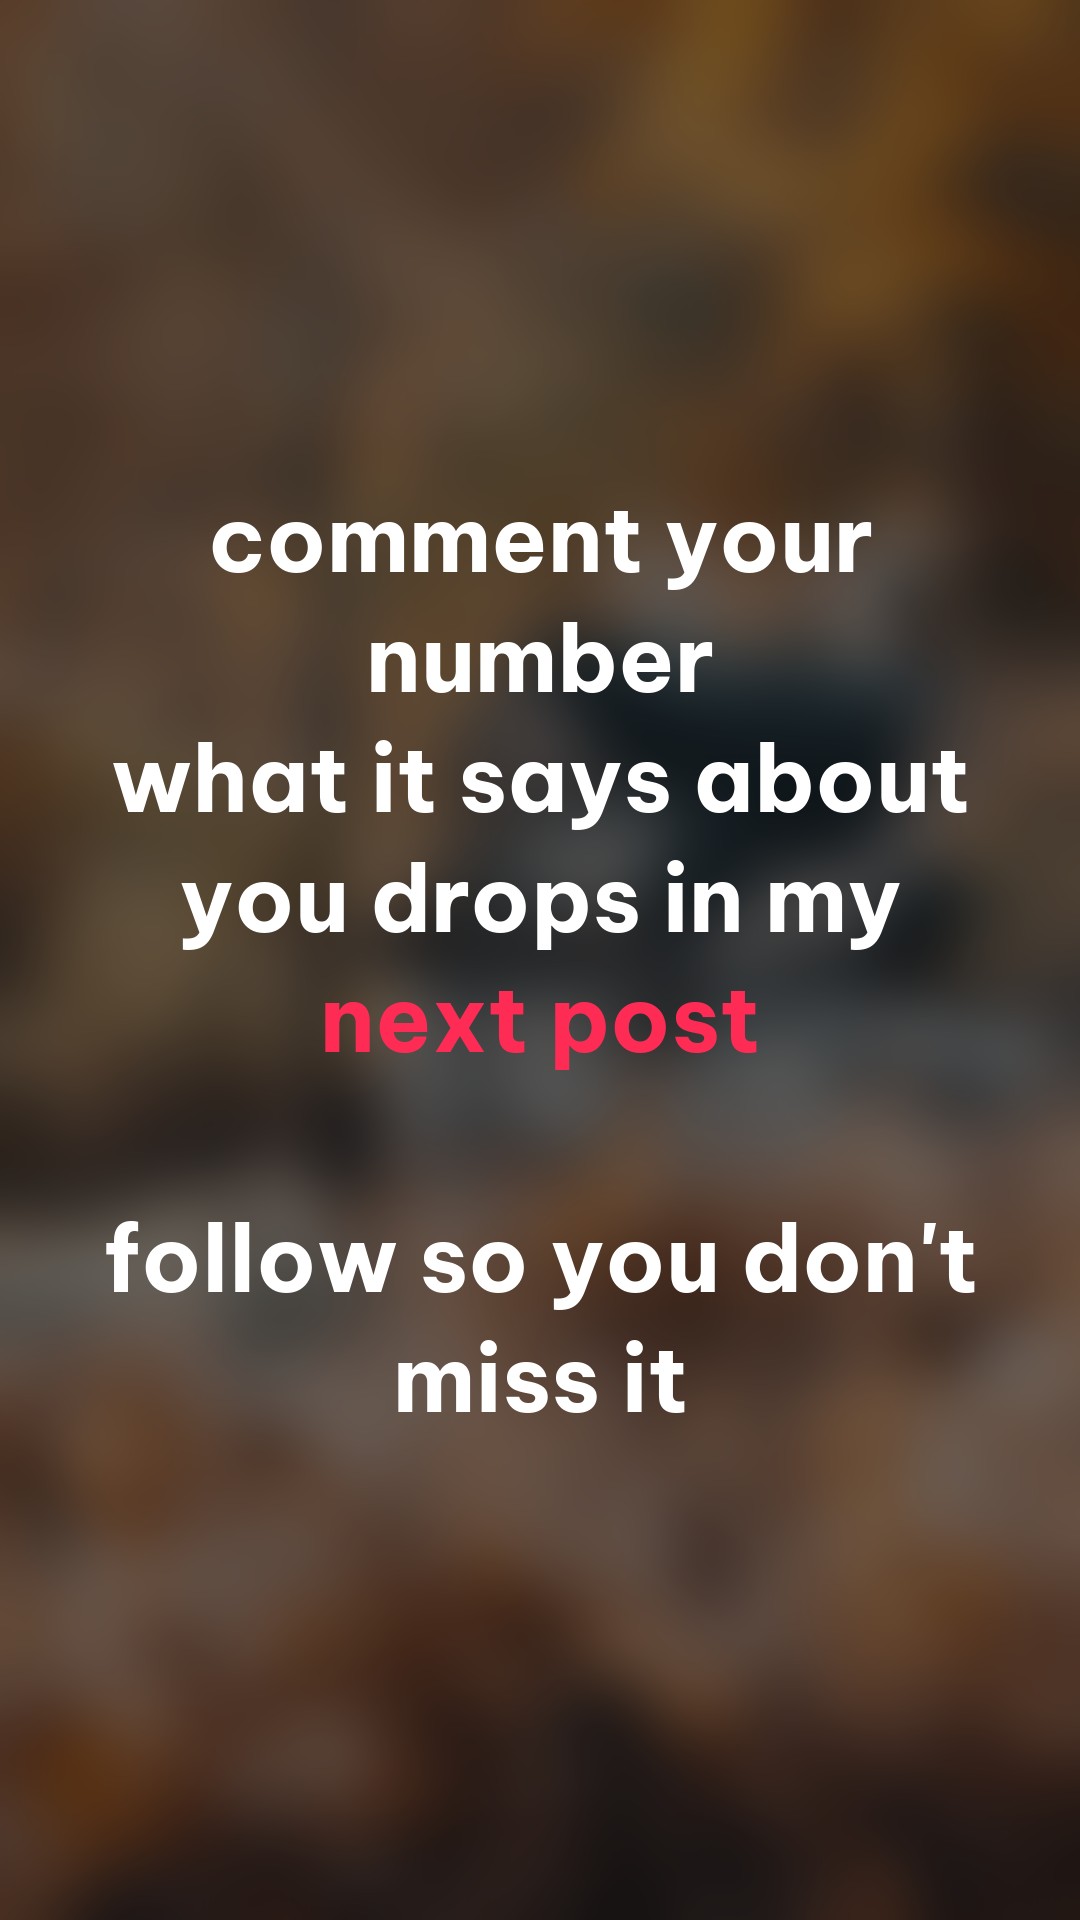 comment your
number
what it says about
you drops in my
next post
follow so you don't
miss it